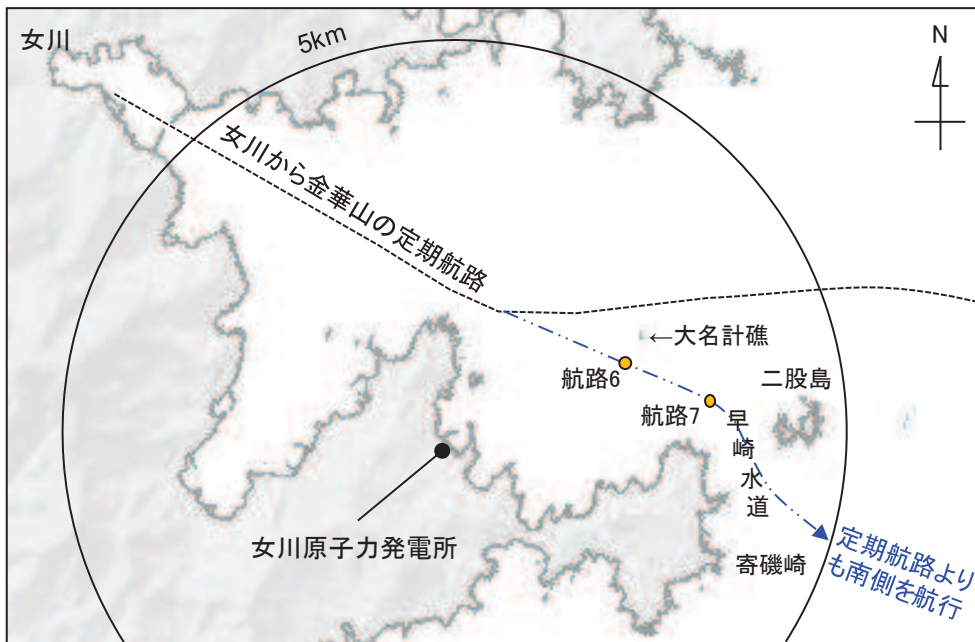 女川
5km
N
女川から金華山の定期航路
←大名計礁
航路6
二股島
航路7
早崎水道
女川原子力発電所
寄磯崎
定期航路より
も南側を航行